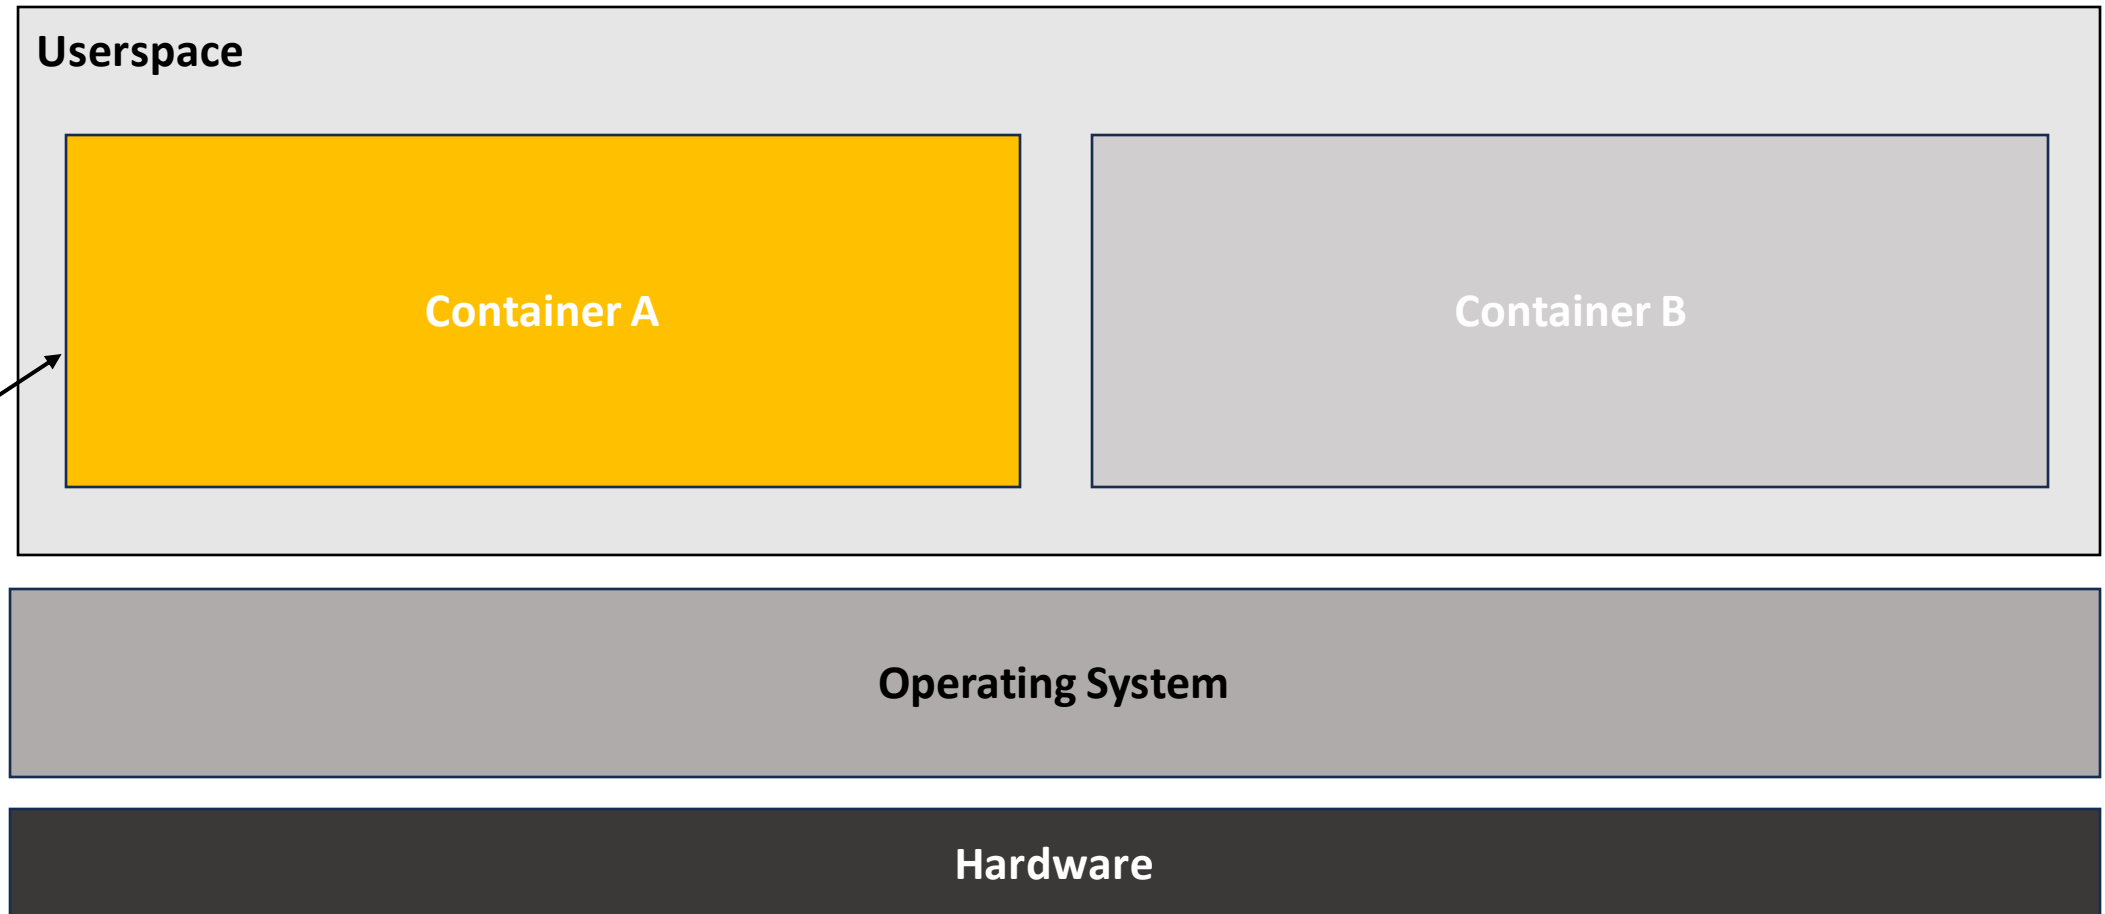 Userspace
Container A
Container B
Operating System
Hardware